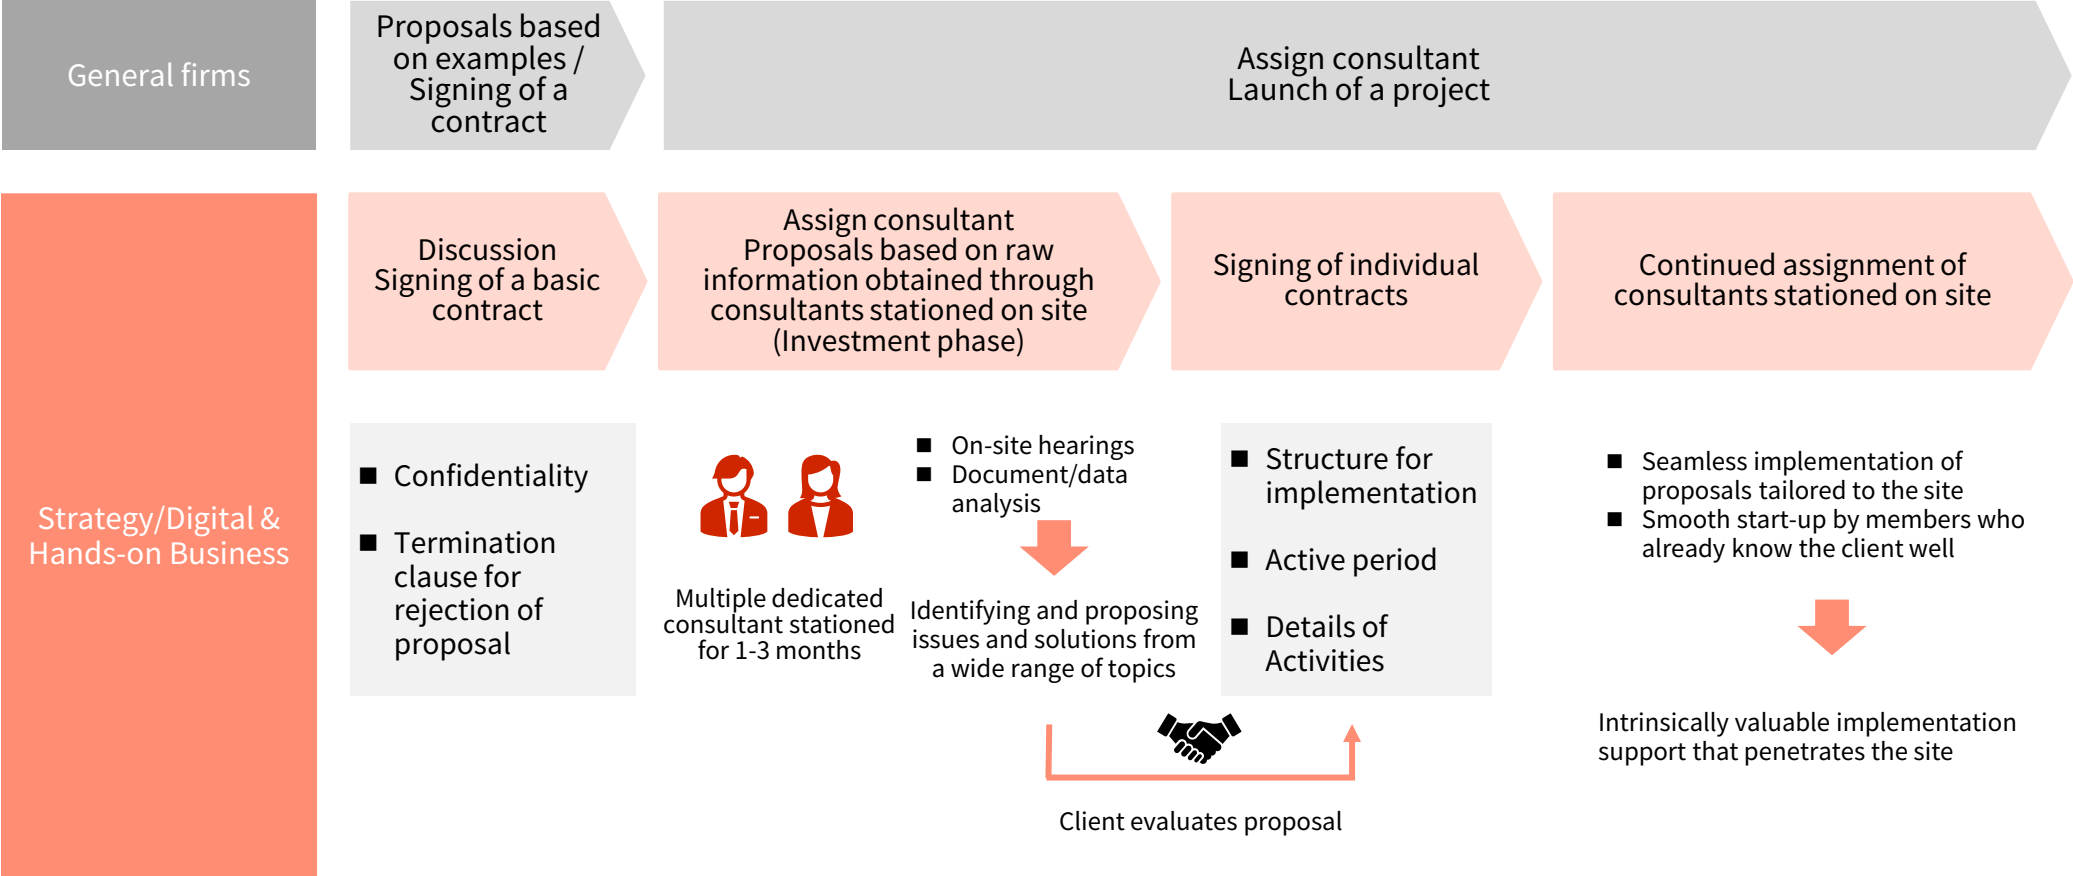 General firms
Proposals based
on examples /
Signing of a
contract
Assign consultant
Launch of a project
Strategy/Digital &
Hands-on Business
Discussion
Signing of a basic
contract
Assign consultant
Proposals based on raw
information obtained through
consultants stationed on site
(Investment phase)
Signing of individual
contracts
Continued assignment of
consultants stationed on site
■ Confidentiality
■ Termination
clause for
rejection of
proposal
Multiple dedicated
consultant stationed
for 1-3 months
■ On-site hearings
■ Document/data
analysis
Identifying and proposing
issues and solutions from
a wide range of topics
■ Structure for
implementation
■ Active period
■ Details of
Activities
Client evaluates proposal
■ Seamless implementation of
proposals tailored to the site
■ Smooth start-up by members who
already know the client well
Intrinsically valuable implementation
support that penetrates the site